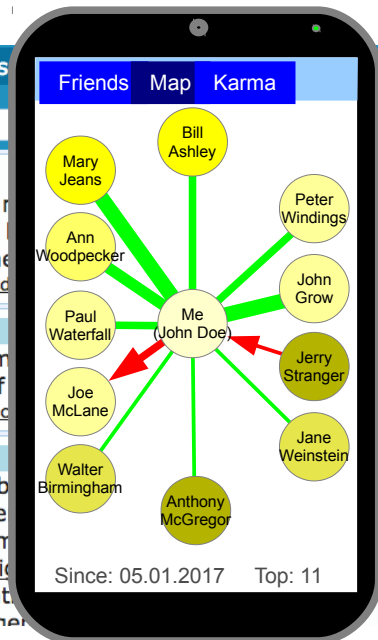 Friends Map Karma
Bill
Ashley
Mary
Jeans
Peter
Windings
Ann
Woodpecker
John
Grow
Me
(John Doe)
Paul
Waterfall
Jerry
Stranger
Joe
McLane
Jane
Weinstein
Walter
Birmingham
Anthony
McGregor
Since: 05.01.2017 Top: 11